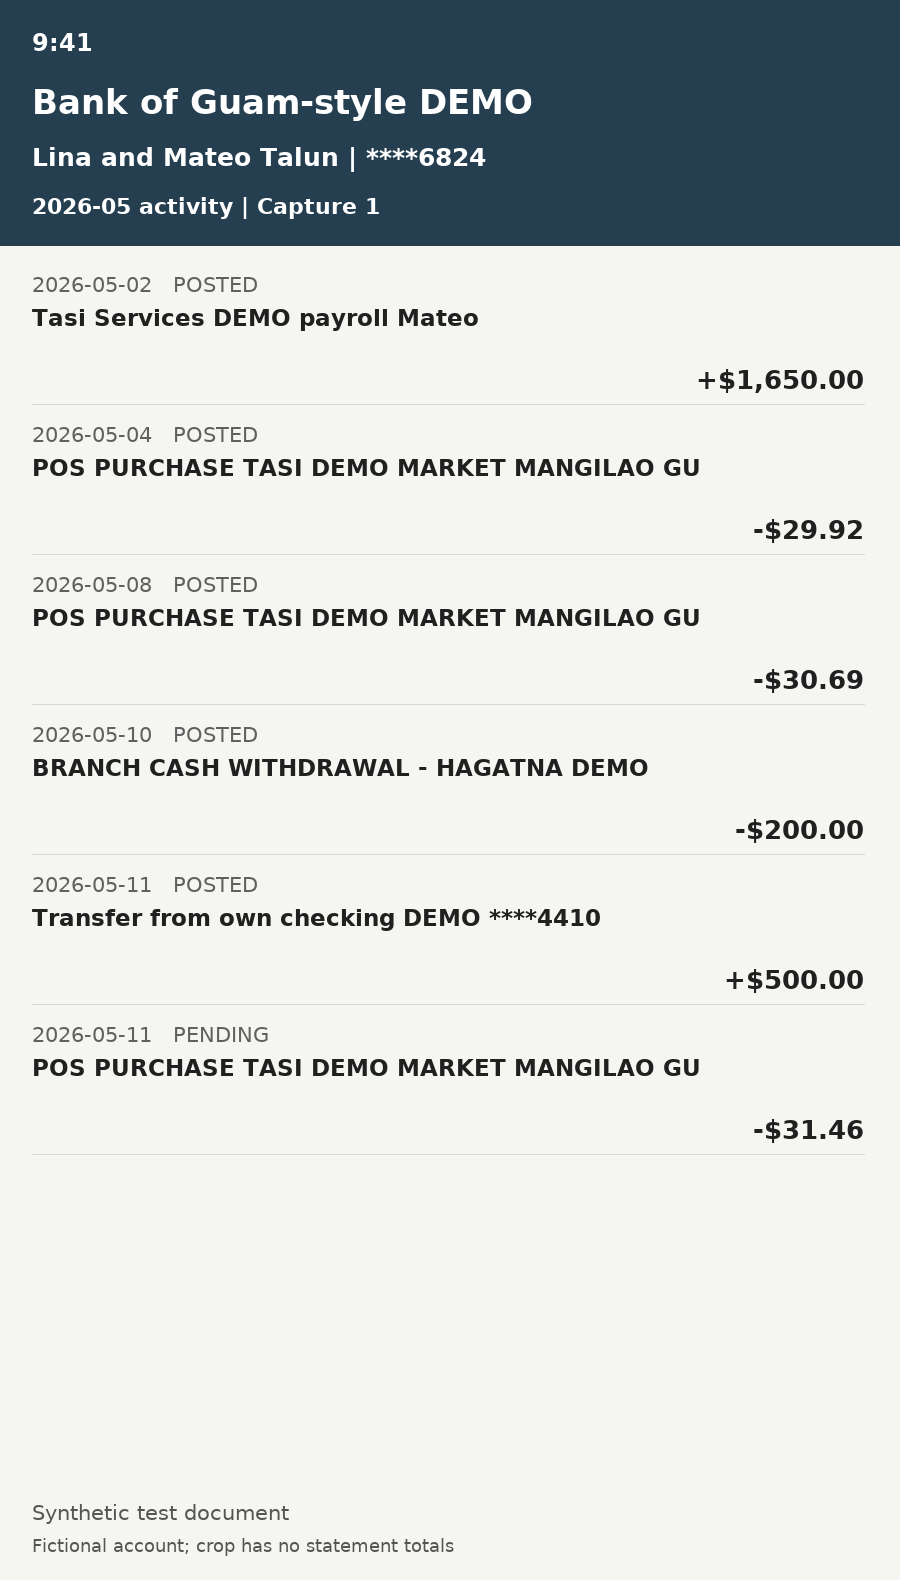 9:41
Bank of Guam-style DEMO
Lina and Mateo Talun | ****6824
2026-05 activity | Capture 1
2026-05-02 POSTED
Tasi Services DEMO payroll Mateo
+$1,650.00
2026-05-04 POSTED
POS PURCHASE TASI DEMO MARKET MANGILAO GU
-$29.92
2026-05-08 POSTED
POS PURCHASE TASI DEMO MARKET MANGILAO GU
-$30.69
2026-05-10 POSTED
BRANCH CASH WITHDRAWAL - HAGATNA DEMO
-$200.00
2026-05-11 POSTED
Transfer from own checking DEMO ****4410
+$500.00
2026-05-11 PENDING
POS PURCHASE TASI DEMO MARKET MANGILAO GU
-$31.46
Synthetic test document
Fictional account; crop has no statement totals